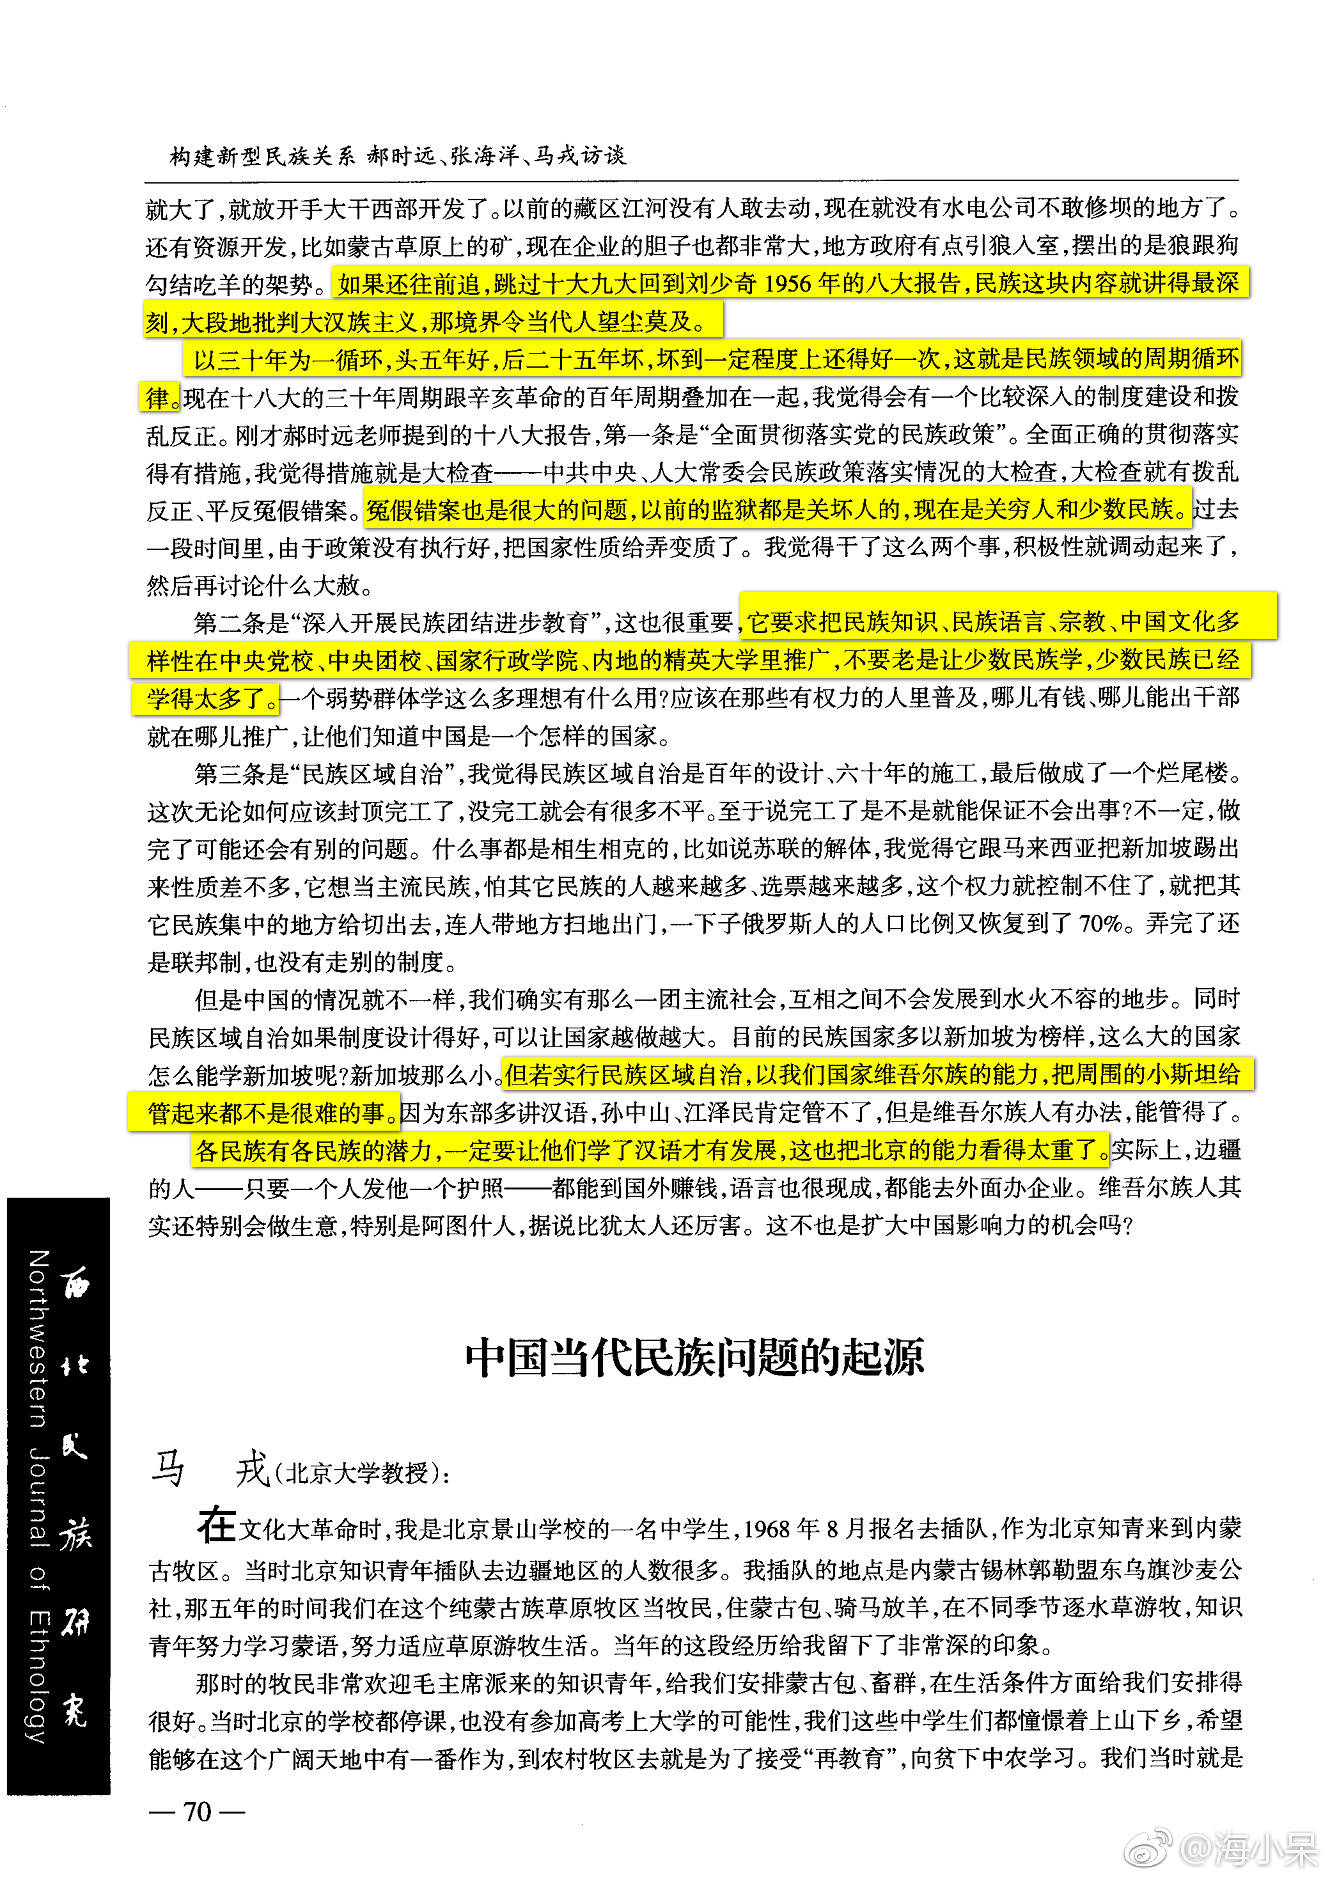 构建新型民族关系 郝时远、张海洋、马戎访谈
就大了,就放开手大干西部开发了。以前的藏区江河没有人敢去动,现在就没有水电公司不敢修坝的地方了。
还有资源开发,比如蒙古草原上的矿,现在企业的胆子也都非常大,地方政府有点引狼入室,摆出的是狼跟狗
勾结吃羊的架势。如果还往前追,跳过十大九大回到刘少奇1956年的八大报告,民族这块内容就讲得最深
刻,大段地批判大汉族主义,那境界令当代人望尘莫及。
以三十年为一循环,头五年好,后二十五年坏,坏到一定程度上还得好一次,这就是民族领域的周期循环
律。现在十八大的三十年周期跟辛亥革命的百年周期叠加在一起,我觉得会有一个比较深入的制度建设和拨
乱反正。刚才郝时远老师提到的十八大报告,第一条是“全面贯彻落实党的民族政策”。全面正确的贯彻落实
得有措施,我觉得措施就是大检查——中共中央、人大常委会民族政策落实情况的大检查,大检查就有拨乱
反正、平反冤假错案。冤假错案也是很大的问题,以前的监狱都是关坏人的,现在是关穷人和少数民族。过去
一段时间里,由于政策没有执行好,把国家性质给弄变质了。我觉得干了这么两个事,积极性就调动起来了,
然后再讨论什么大赦。
第二条是“深入开展民族团结进步教育”,这也很重要,它要求把民族知识、民族语言、宗教、中国文化多
样性在中央党校、中央团校、国家行政学院、内地的精英大学里推广,不要老是让少数民族学,少数民族已经
学得太多了。一个弱势群体学这么多理想有什么用?应该在那些有权力的人里普及,哪儿有钱、哪儿能出干部
就在哪儿推广,让他们知道中国是一个怎样的国家。
第三条是“民族区域自治”,我觉得民族区域自治是百年的设计、六十年的施工,最后做成了一个烂尾楼。
这次无论如何应该封顶完工了,没完工就会有很多不平。至于说完工了是不是就能保证不会出事?不一定,做
完了可能还会有别的问题。什么事都是相生相克的,比如说苏联的解体,我觉得它跟马来西亚把新加坡踢出
来性质差不多,它想当主流民族,怕其它民族的人越来越多、选票越来越多,这个权力就控制不住了,就把其
它民族集中的地方给切出去,连人带地方扫地出门,一下子俄罗斯人的人口比例又恢复到了70%。弄完了还
是联邦制,也没有走别的制度。
但是中国的情况就不一样,我们确实有那么一团主流社会,互相之间不会发展到水火不容的地步。同时
民族区域自治如果制度设计得好,可以让国家越做越大。目前的民族国家多以新加坡为榜样,这么大的国家
怎么能学新加坡呢?新加坡那么小。但若实行民族区域自治,以我们国家维吾尔族的能力,把周围的小斯坦给
管起来都不是很难的事。因为东部多讲汉语,孙中山、江泽民肯定管不了,但是维吾尔族人有办法,能管得了。
各民族有各民族的潜力,一定要让他们学了汉语才有发展,这也把北京的能力看得太重了。实际上,边疆
的人——只要一个人发他一个护照——都能到国外赚钱,语言也很现成,都能去外面办企业。维吾尔族人其
实还特别会做生意,特别是阿图什人,据说比犹太人还厉害。这不也是扩大中国影响力的机会吗?
中国当代民族问题的起源
马 戎(北京大学教授):
在文化大革命时,我是北京景山学校的一名中学生,1968年8月报名去插队,作为北京知青来到内蒙
古牧区。当时北京知识青年插队去边疆地区的人数很多。我插队的地点是内蒙古锡林郭勒盟东乌旗沙麦公
社,那五年的时间我们在这个纯蒙古族草原牧区当牧民,住蒙古包、骑马放羊,在不同季节逐水草游牧,知识
青年努力学习蒙语,努力适应草原游牧生活。当年的这段经历给我留下了非常深的印象。
那时的牧民非常欢迎毛主席派来的知识青年,给我们安排蒙古包、畜群,在生活条件方面给我们安排得
很好。当时北京的学校都停课,也没有参加高考上大学的可能性,我们这些中学生们都憧憬着上山下乡,希望
能够在这个广阔天地中有一番作为,到农村牧区去就是为了接受“再教育”,向贫下中农学习。我们当时就是
西北民族研究
Northwestern Journal of Ethnology
— 70 —
@海小呆